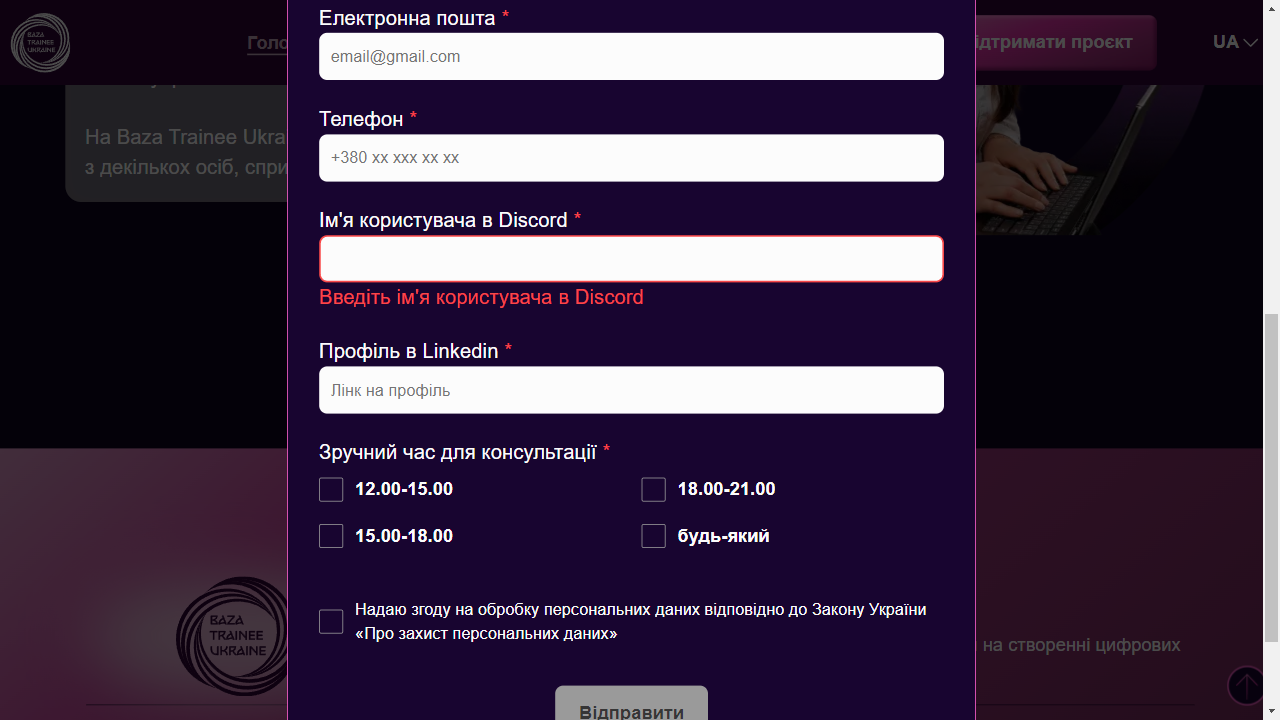 BAZA
TRAINEE
UKRAINE
Голо
ідтримати проєкт
UA
На Baza Trainee Ukra
з декількох осіб, спри
Електронна пошта *
email@gmail.com
Телефон *
+380 xx xxx xx xx
Ім'я користувача в Discord *
Введіть ім'я користувача в Discord
Профіль в Linkedin *
Лінк на профіль
Зручний час для консультації *
12.00-15.00
18.00-21.00
15.00-18.00
будь-який
Надаю згоду на обробку персональних даних відповідно до Закону України
«Про захист персональних даних»
Відправити
BAZA
TRAINEE
UKRAINE
на створенні цифрових